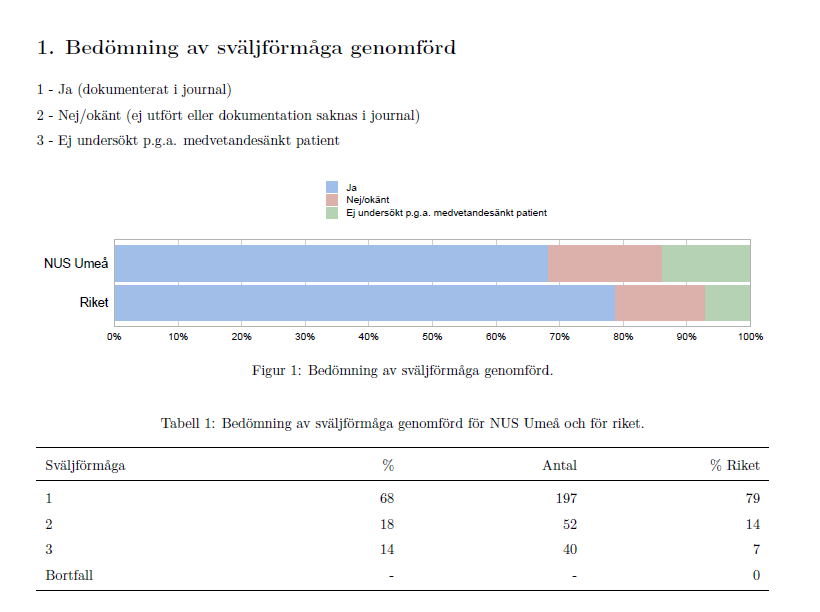 1. Bedömning av sväljförmåga genomförd
1 - Ja (dokumenterat i journal)
2 - Nej/okänt (ej utfört eller dokumentation saknas i journal)
3 - Ej undersökt p.g.a. medvetandesänkt patient
Ja
Nej/okänt
Ej undersökt p.g.a. medvetandesänkt patient
NUS Umeå
Riket
0% 10% 20% 30% 40% 50% 60% 70% 80% 90% 100%
Figur 1: Bedömning av sväljförmåga genomförd.
Tabell 1: Bedömning av sväljförmåga genomförd för NUS Umeå och för riket.
Sväljförmåga % Antal % Riket
1 68 197 79
2 18 52 14
3 14 40 7
Bortfall - - 0